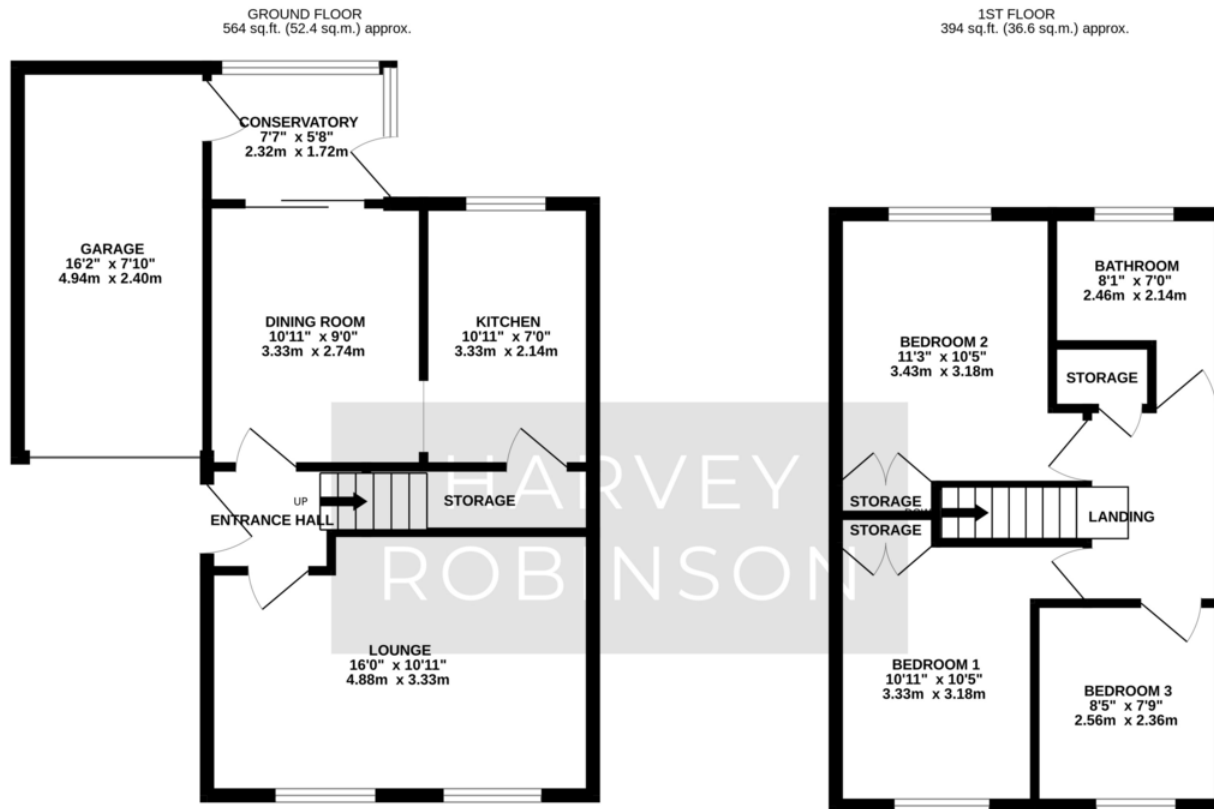 GROUND FLOOR
564 sq.ft. (52.4 sq.m.) approx.
1ST FLOOR
394 sq.ft. (36.6 sq.m.) approx.
CONSERVATORY
7'7" x 5'8"
2.32m x 1.72m
GARAGE
16'2" x 7'10"
4.94m x 2.40m
DINING ROOM
10'11" x 9'0"
3.33m x 2.74m
KITCHEN
10'11" x 7'0"
3.33m x 2.14m
UP
STORAGE
ENTRANCE HALL
LOUNGE
16'0" x 10'11"
4.88m x 3.33m
HARVEY
ROBINSON
BATHROOM
8'1" x 7'0"
2.46m x 2.14m
BEDROOM 2
11'3" x 10'5"
3.43m x 3.18m
STORAGE
STORAGE
STORAGE
LANDING
BEDROOM 1
10'11" x 10'5"
3.33m x 3.18m
BEDROOM 3
8'5" x 7'9"
2.56m x 2.36m